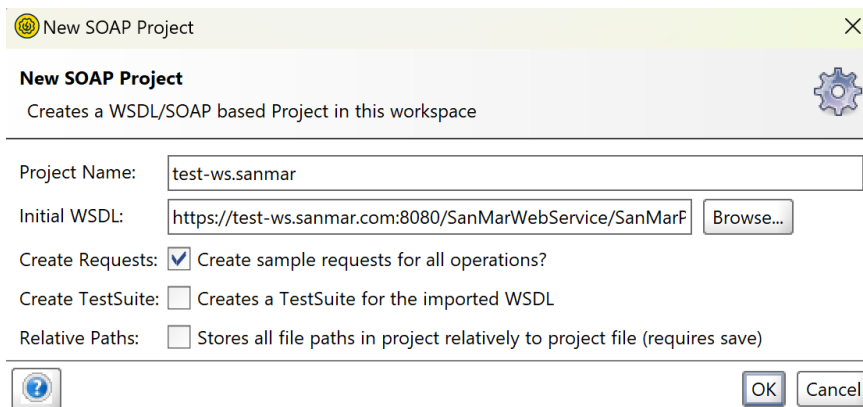 New SOAP Project
New SOAP Project
Creates a WSDL/SOAP based Project in this workspace
Project Name: test-ws.sanmar
Initial WSDL: https://test-ws.sanmar.com:8080/SanMarWebService/SanMarP Browse...
Create Requests: Create sample requests for all operations?
Create TestSuite: Creates a TestSuite for the imported WSDL
Relative Paths: Stores all file paths in project relatively to project file (requires save)
? OK Cancel